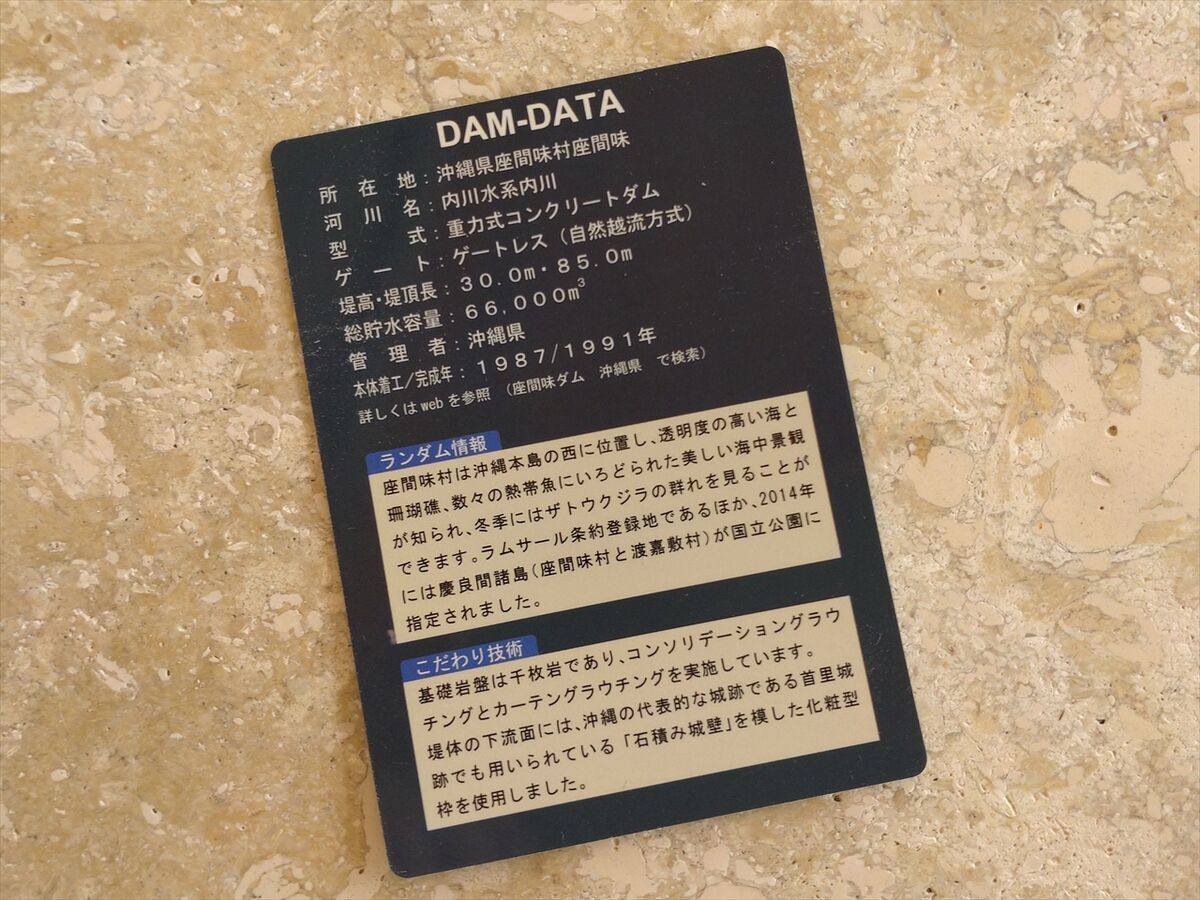 DAM-DATA
所在地：沖縄県座間味村座間味
河川名：内川水系内川
型式：重力式コンクリートダム
ゲート：ゲートレス（自然越流方式）
堤高・堤頂長：３０.０ｍ・８５.０ｍ
総貯水容量：６６,０００㎥
管理者：沖縄県
本体着工／完成年：１９８７/１９９１年
詳しくはwebを参照　（座間味ダム　沖縄県　で検索）
ランダム情報
座間味村は沖縄本島の西に位置し、透明度の高い海と
珊瑚礁、数々の熱帯魚にいろどられた美しい海中景観
が知られ、冬季にはザトウクジラの群れを見ることが
できます。ラムサール条約登録地であるほか、2014年
には慶良間諸島（座間味村と渡嘉敷村）が国立公園に
指定されました。
こだわり技術
基礎岩盤は千枚岩であり、コンソリデーショングラウ
チングとカーテングラウチングを実施しています。
堤体の下流面には、沖縄の代表的な城跡である首里城
跡でも用いられている「石積み城壁」を模した化粧型
枠を使用しました。